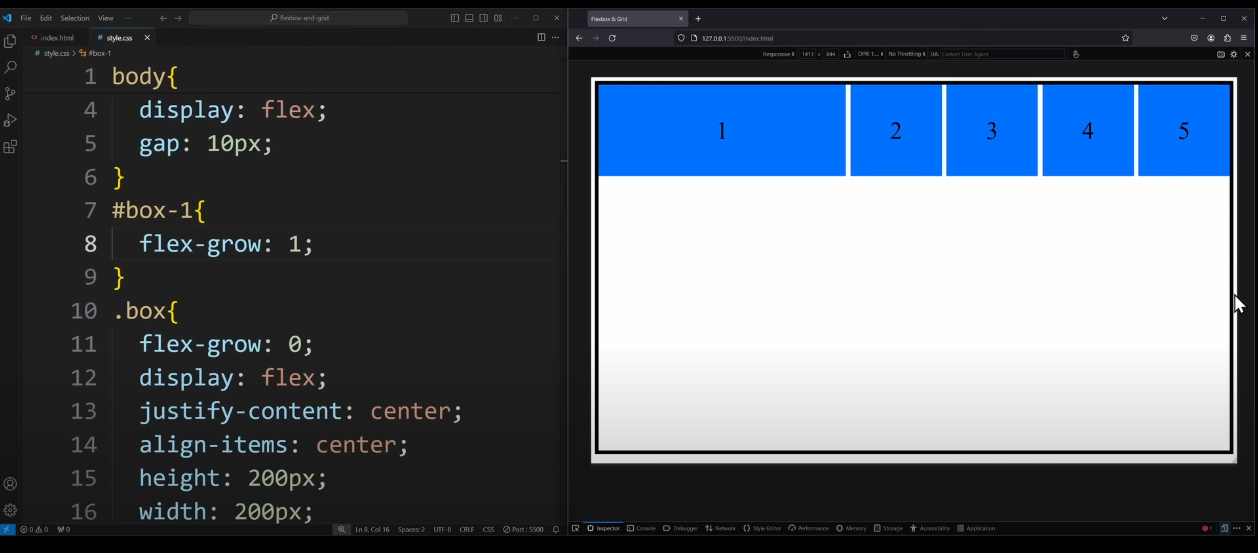 File Edit Selection View ··· flexbox-and-grid
index.html # style.css
# style.css > #box-1
1 body{
4 display: flex;
5 gap: 10px;
6 }
7 #box-1{
8 flex-grow: 1;
9 }
10 .box{
11 flex-grow: 0;
12 display: flex;
13 justify-content: center;
14 align-items: center;
15 height: 200px;
16 width: 200px;
0 0 0 Ln 8, Col 16 Spaces: 2 UTF-8 CRLF CSS Port : 5500
Flexbox & Grid
127.0.0.1:5500/index.html
Responsive 1413 × 844 DPR: 1... No Throttling UA: Custom User Agent
1 2 3 4 5
Inspector Console Debugger Network Style Editor Performance Memory Storage Accessibility Application 1